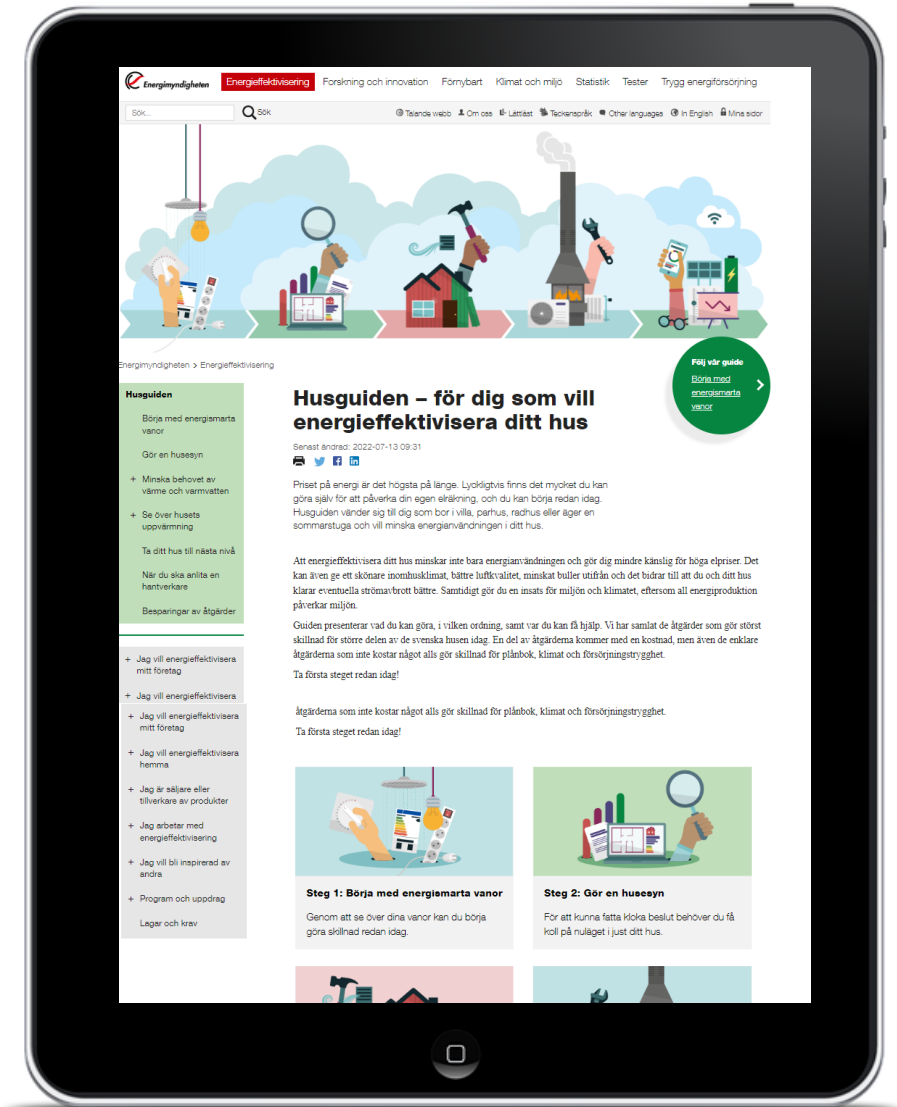 Energimyndigheten
Energieffektivisering
Forskning och innovation
Förnybart
Klimat och miljö
Statistik
Tester
Trygg energiförsörjning
Sök...
Sök
Talande webb
Om oss
Lättläst
Teckenspråk
Other languages
In English
Mina sidor
Följ vår guide
Börja med
energismarta
vanor
Energimyndigheten > Energieffektivisering
Husguiden
Börja med energismarta
vanor
Gör en husesyn
+ Minska behovet av
värme och varmvatten
+ Se över husets
uppvärmning
Ta ditt hus till nästa nivå
När du ska anlita en
hantverkare
Besparingar av åtgärder
+ Jag vill energieffektivisera
mitt företag
+ Jag vill energieffektivisera
+ Jag vill energieffektivisera
mitt företag
+ Jag vill energieffektivisera
hemma
+ Jag är säljare eller
tillverkare av produkter
+ Jag arbetar med
energieffektivisering
+ Jag vill bli inspirerad av
andra
+ Program och uppdrag
Lagar och krav
Husguiden – för dig som vill
energieffektivisera ditt hus
Senast ändrad: 2022-07-13 09:31
Priset på energi är det högsta på länge. Lyckligtvis finns det mycket du kan
göra själv för att påverka din egen elräkning, och du kan börja redan idag.
Husguiden vänder sig till dig som bor i villa, parhus, radhus eller äger en
sommarstuga och vill minska energianvändningen i ditt hus.
Att energieffektivisera ditt hus minskar inte bara energianvändningen och gör dig mindre känslig för höga elpriser. Det
kan även ge ett skönare inomhusklimat, bättre luftkvalitet, minskat buller utifrån och det bidrar till att du och ditt hus
klarar eventuella strömavbrott bättre. Samtidigt gör du en insats för miljön och klimatet, eftersom all energiproduktion
påverkar miljön.
Guiden presenterar vad du kan göra, i vilken ordning, samt var du kan få hjälp. Vi har samlat de åtgärder som gör störst
skillnad för större delen av de svenska husen idag. En del av åtgärderna kommer med en kostnad, men även de enklare
åtgärderna som inte kostar något alls gör skillnad för plånbok, klimat och försörjningstrygghet.
Ta första steget redan idag!
åtgärderna som inte kostar något alls gör skillnad för plånbok, klimat och försörjningstrygghet.
Ta första steget redan idag!
Steg 1: Börja med energismarta vanor
Genom att se över dina vanor kan du börja
göra skillnad redan idag.
Steg 2: Gör en husesyn
För att kunna fatta kloka beslut behöver du få
koll på nuläget i just ditt hus.